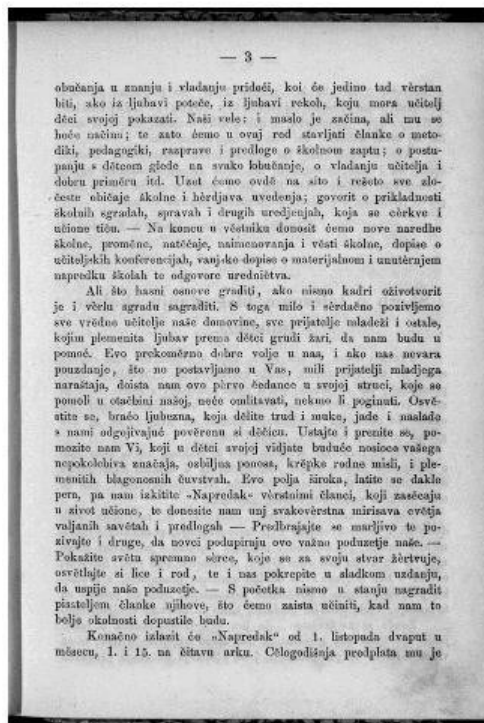 — 3 —
obučanja u znanju i vladanju prideći, koi će jedino tad vèrstan
biti, ako iz ljubavi poteče, iz ljubavi rekoh, koju mora učitelj
děci svojoj pokazati. Naši vele: i maslo je začina, ali mu se
hoće načina; te zato ćemo u ovaj red stavljati članke o meto-
diki, pedagogiki, razprave i predloge o školnom zaptu; o postu-
panju s dětcom glede na svako lobučanje, o vladanju učitelja i
dobru priměru itd. Uzet ćemo ovdě na sito i rešeto sve zlo-
ćeste običaje školne i hèrdjava uvedenja; govorit o prikladnosti
školnih sgradah, spravah i drugih uredjenjah, koja se cèrkve i
učione tiču. — Na koncu u věstniku donosit ćemo nove naredbe
školne, proměne, natěčaje, naimenovanja i věsti školne, dopise o
učiteljskih konferencijah, vanjske dopise o materijalnom i unutèrnjem
napredku školah te odgovore uredničtva.
Ali što hasni osnove graditi, ako nismo kadri oživotvorit
je i vèrlu sgradu sagraditi. S toga milo i sèrdačno pozivljemo
sve vrědne učitelje naše domovine, sve prijatelje mladeži i ostale,
kojim plemenita ljubav prema dětci grudi žari, da nam budu u
pomoć. Evo prekoměrno dobre volje u nas, i ako nas nevara
pouzdanje, što no postavljamo u Vas, mili prijatelji mladjega
naraštaja, doista nam ovo pèrvo čedance u svojoj struci, koje se
pomoli u otačbini našoj, neće omlitavati, nekmo li poginuti. Osvě-
stite se, braćo ljubezna, koja dělite trud i muke, jade i naslade
s nami odgojivajuć pověrenu si děčicu. Ustajte i prenite se, po-
mozite nam Vi, koji u dětci svojoj vidjate buduće nosioce vašega
nepokolebiva značaja, ozbiljna ponosa, krěpke rodne misli, i ple-
menitih blagonosnih čuvstvah. Evo polja široka, latite se dakle
pera, pa nam izkitite „Napredak“ vèrstnimi članci, koji zasěcaju
u život učione, te donesite nam unj svakovèrstna mirisava cvětja
valjanih savětah i predlogah — Predbrajajte se marljivo te po-
zivajte i druge, da novci podupiraju ovo važno poduzetje naše. —
Pokažite světu spremno sèrce, koje se za svoju stvar žèrtvuje,
osvětlajte si lice i rod, te i nas pokrepite u sladkom uzdanju,
da uspije naše poduzetje. — S početka nismo u stanju nagradit
pisateljem članke njihove, što ćemo zaista učiniti, kad nam to
bolje okolnosti dopustile budu.
Konačno izlazit će „Napredak“ od 1. listopada dvaput u
měsecu, 1. i 15. na čitavu arku. Cělogodišnja predplata mu je